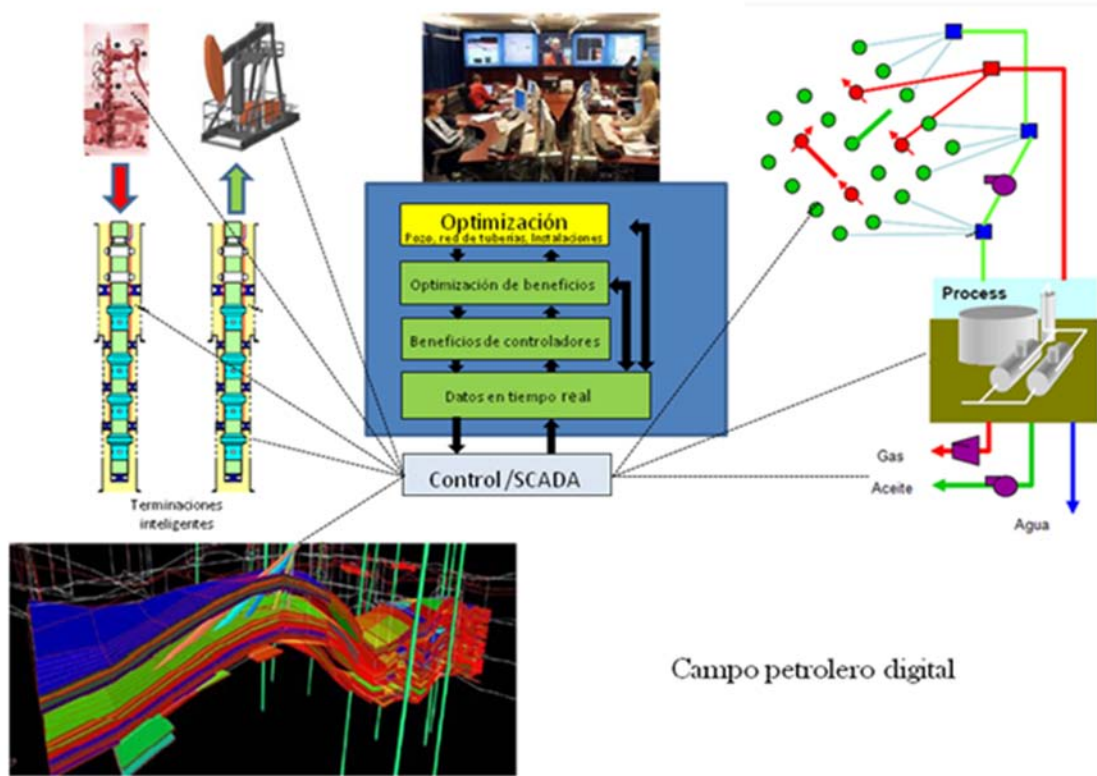 Optimización
Pozo, red de tuberías, Instalaciones
Optimización de beneficios
Beneficios de controladores
Datos en tiempo real
Control /SCADA
Terminaciones
inteligentes
Process
Gas
Aceite
Agua
Campo petrolero digital